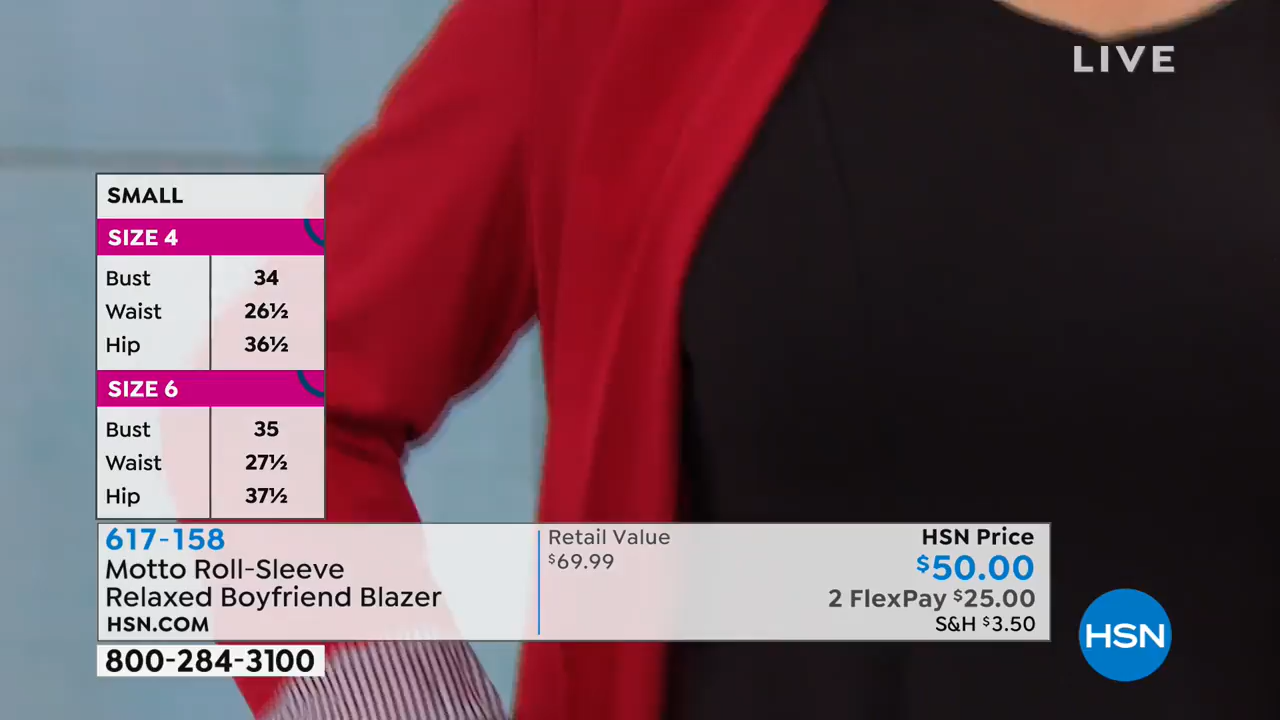 LIVE
SMALL
SIZE 4
Bust 34
Waist 26½
Hip 36½
SIZE 6
Bust 35
Waist 27½
Hip 37½
617-158
Motto Roll-Sleeve
Relaxed Boyfriend Blazer
HSN.COM
Retail Value
$69.99
HSN Price
$50.00
2 FlexPay $25.00
S&H $3.50
800-284-3100
HSN